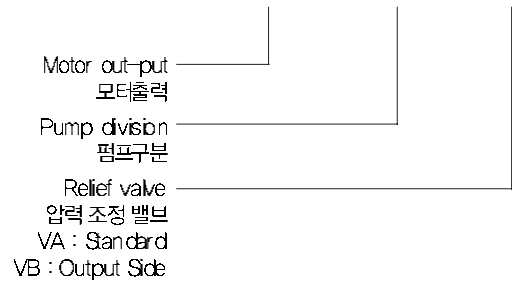 Motor out-put
모터출력
Pump division
펌프구분
Relief valve
압력 조정 밸브
VA : Standard
VB : Output Side